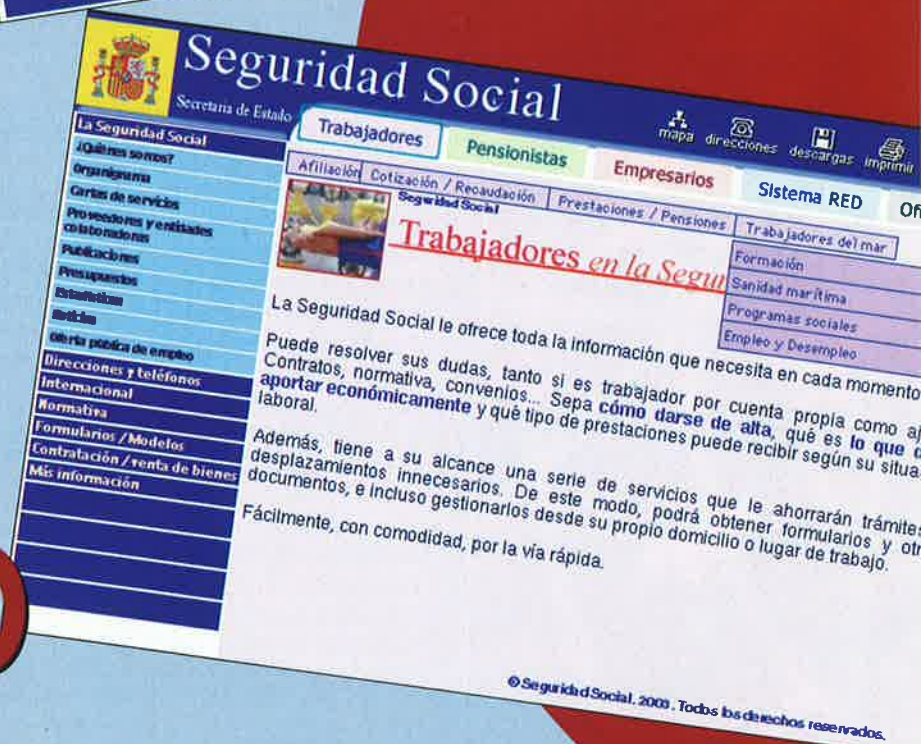 Seguridad Social
Secretaría de Estado
mapa direcciones descargas imprimir
Trabajadores Pensionistas Empresarios Sistema RED Ofi
Afiliación Cotización / Recaudación Prestaciones / Pensiones Trabajadores del mar
Formación
Sanidad marítima
Programas sociales
Empleo y Desempleo
La Seguridad Social
¿Quiénes somos?
Organigrama
Cartas de servicios
Proveedores y entidades
colaboradoras
Publicaciones
Presupuestos
Estadísticas
Noticias
Oferta pública de empleo
Direcciones y teléfonos
Internacional
Normativa
Formularios / Modelos
Contratación / venta de bienes
Más información
Seguridad Social
Trabajadores en la Segur
La Seguridad Social le ofrece toda la información que necesita en cada momento
Puede resolver sus dudas, tanto si es trabajador por cuenta propia como aj
Contratos, normativa, convenios... Sepa cómo darse de alta, qué es lo que d
aportar económicamente y qué tipo de prestaciones puede recibir según su situa
laboral.
Además, tiene a su alcance una serie de servicios que le ahorrarán trámites
desplazamientos innecesarios. De este modo, podrá obtener formularios y otr
documentos, e incluso gestionarlos desde su propio domicilio o lugar de trabajo.
Fácilmente, con comodidad, por la vía rápida.
© Seguridad Social. 2003. Todos los derechos reservados.